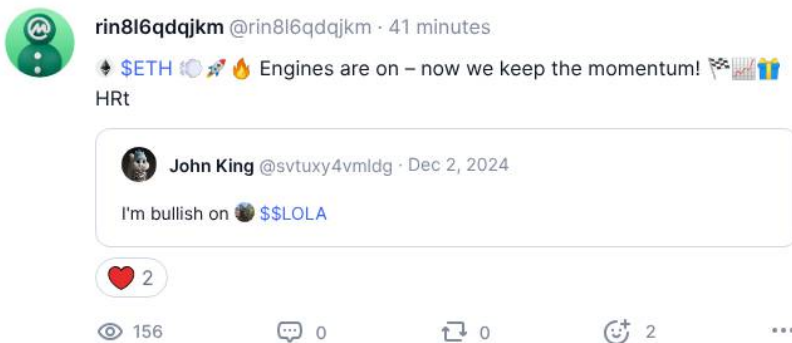 rin8l6qdqjkm @rin8l6qdqjkm · 41 minutes
$ETH 💨🚀🔥 Engines are on – now we keep the momentum! 🏁📈🎁
HRt
John King @svtuxy4vmldg · Dec 2, 2024
I'm bullish on $$LOLA
❤️ 2
156 0 0 2 ...